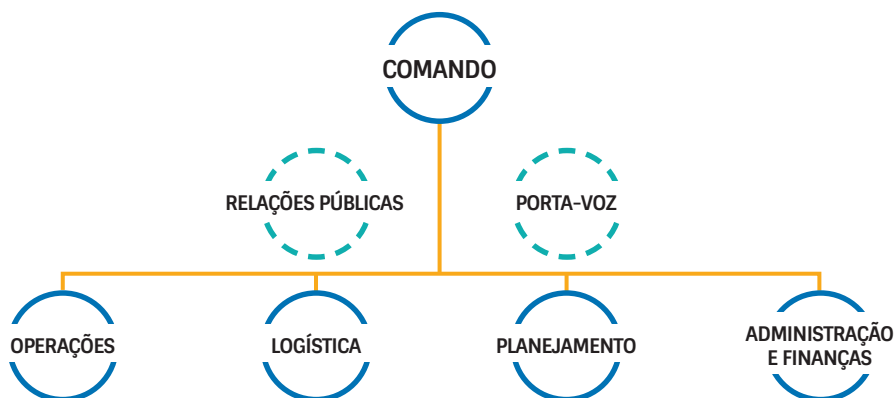 COMANDO
RELAÇÕES PÚBLICAS
PORTA-VOZ
OPERAÇÕES
LOGÍSTICA
PLANEJAMENTO
ADMINISTRAÇÃO
E FINANÇAS